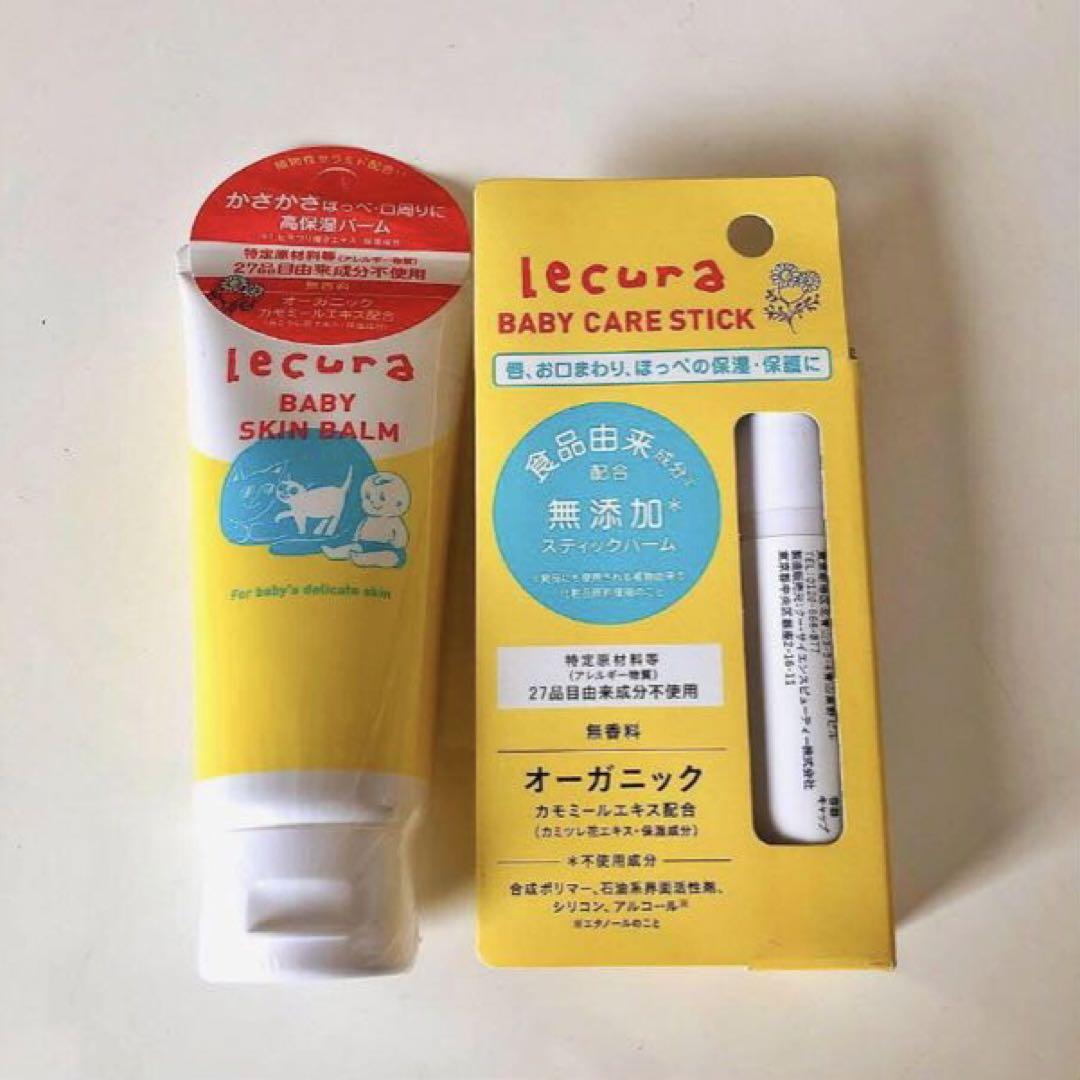 植物性セラミド配合
かさかさほっぺ・口周りに
高保湿バーム
特定原材料等(アレルギー物質)
27品目由来成分不使用
無香料
オーガニック
カモミールエキス配合
lecura
BABY
SKIN BALM
For baby's delicate skin
lecura
BABY CARE STICK
唇、お口まわり、ほっぺの保湿・保護に
食品由来成分※
配合
無添加*
スティックバーム
特定原材料等
(アレルギー物質)
27品目由来成分不使用
無香料
オーガニック
カモミールエキス配合
(カミツレ花エキス・保湿成分)
*不使用成分
合成ポリマー、石油系界面活性剤、
シリコン、アルコール※
※エタノールのこと